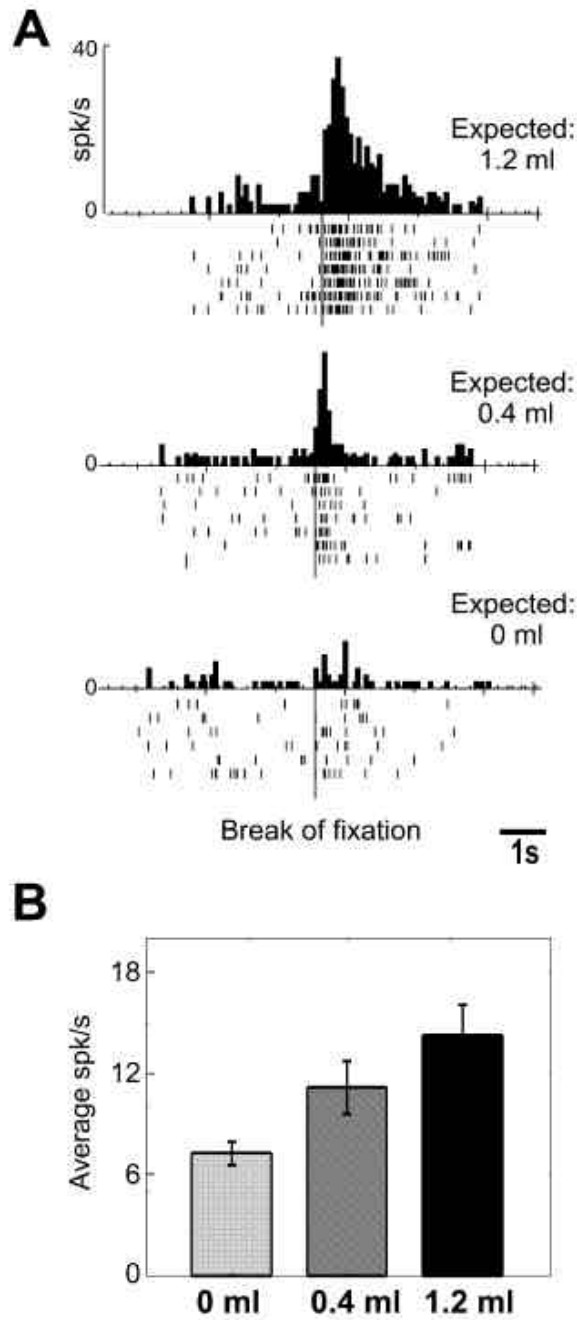 A
40
spk/s
Expected:
1.2 ml
0
Expected:
0.4 ml
0
Expected:
0 ml
0
Break of fixation
1s
B
18
Average spk/s
12
6
0
0 ml 0.4 ml 1.2 ml